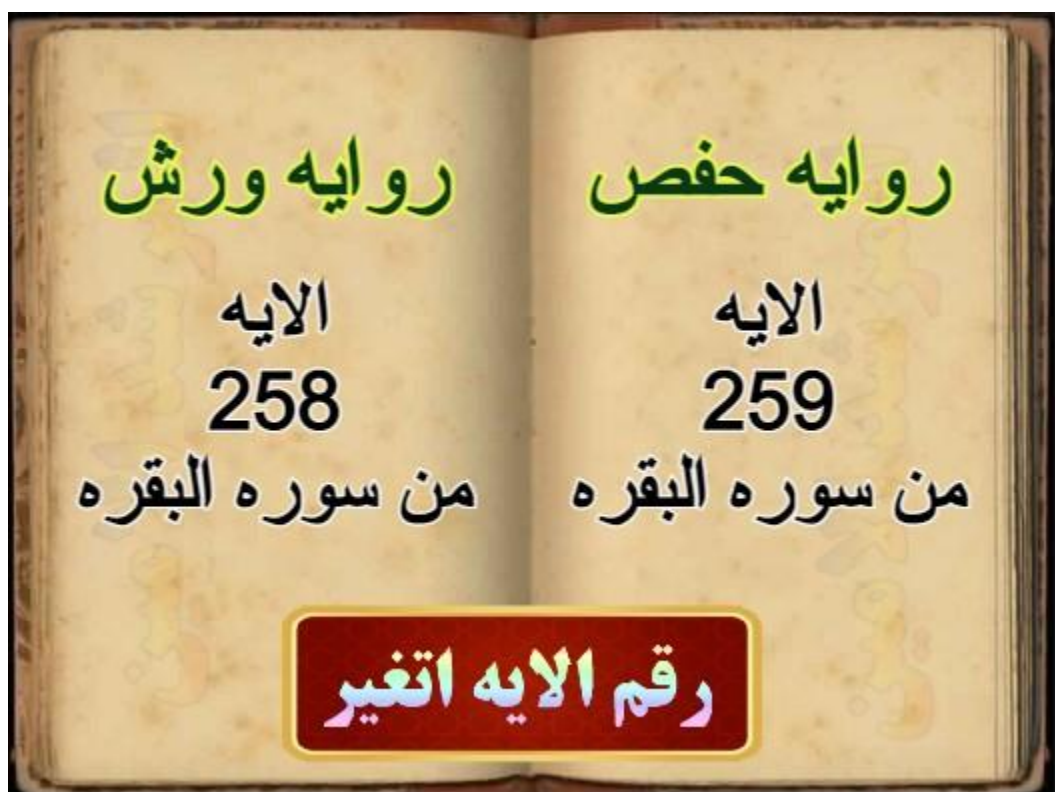 روايه حفص
الايه
259
من سوره البقره
روايه ورش
الايه
258
من سوره البقره
رقم الايه اتغير